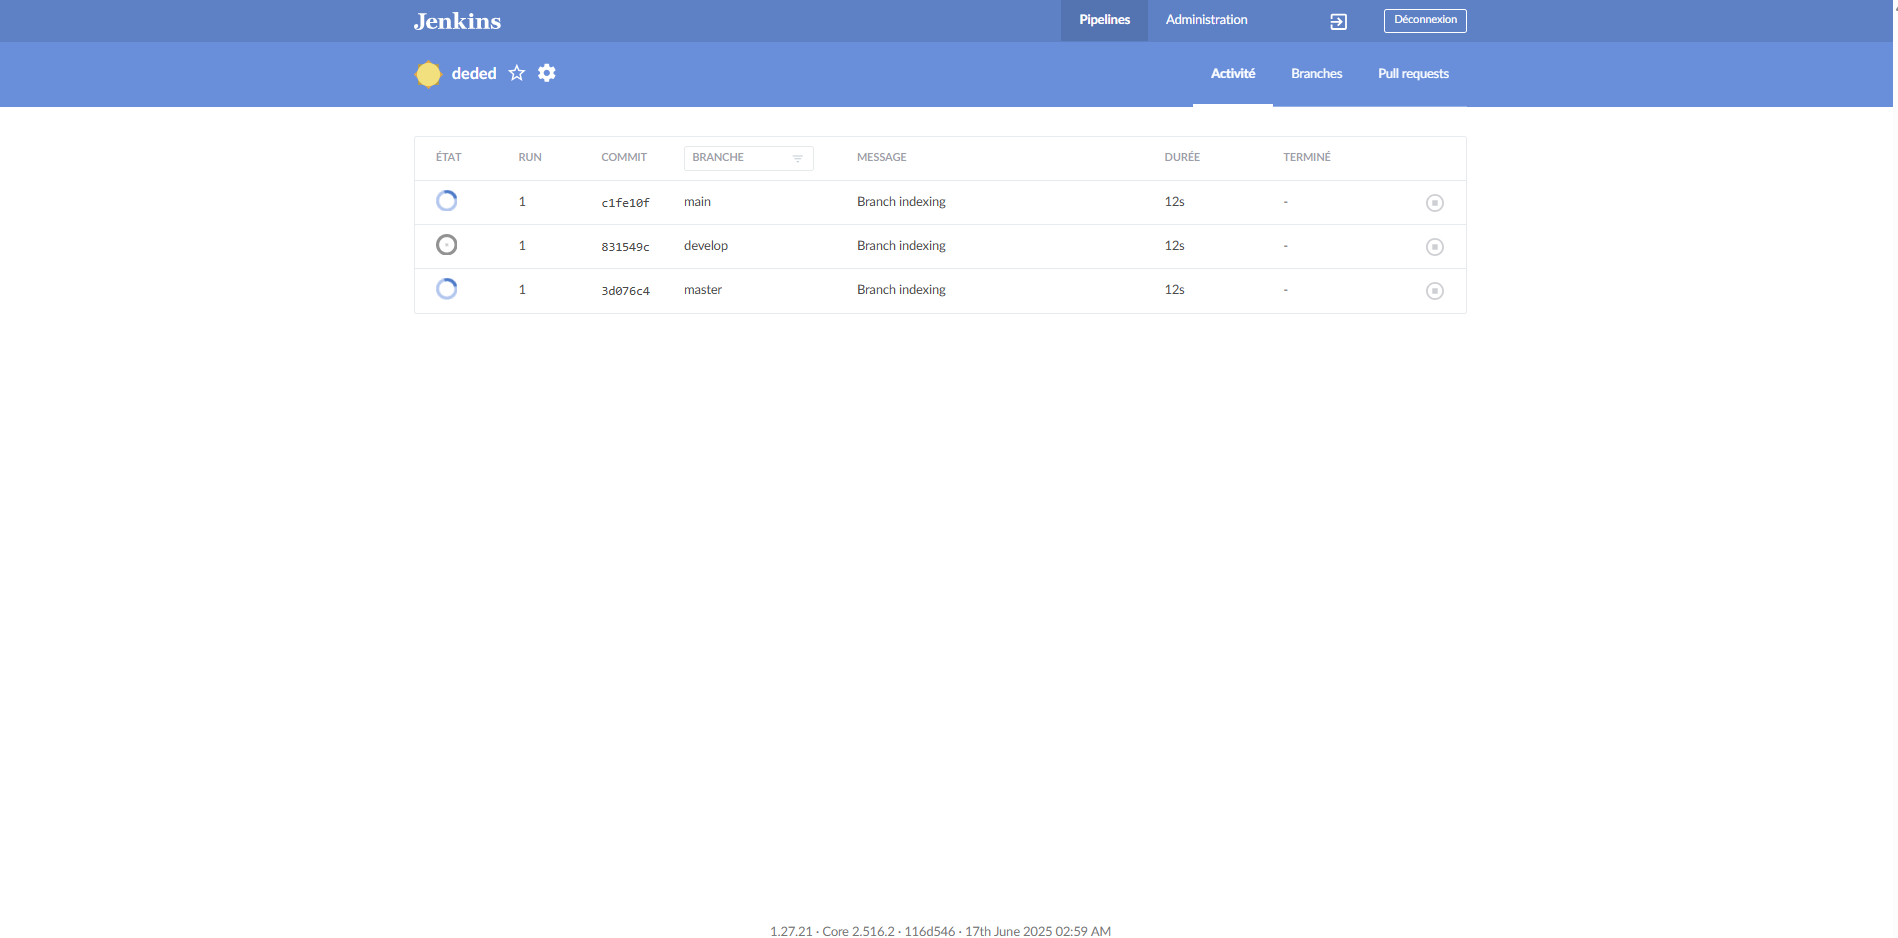 Jenkins Pipelines Administration Déconnexion
deded Activité Branches Pull requests
ÉTAT RUN COMMIT BRANCHE MESSAGE DURÉE TERMINÉ
1 c1fe10f main Branch indexing 12s -
1 831549c develop Branch indexing 12s -
1 3d076c4 master Branch indexing 12s -
1.27.21 · Core 2.516.2 · 116d546 · 17th June 2025 02:59 AM